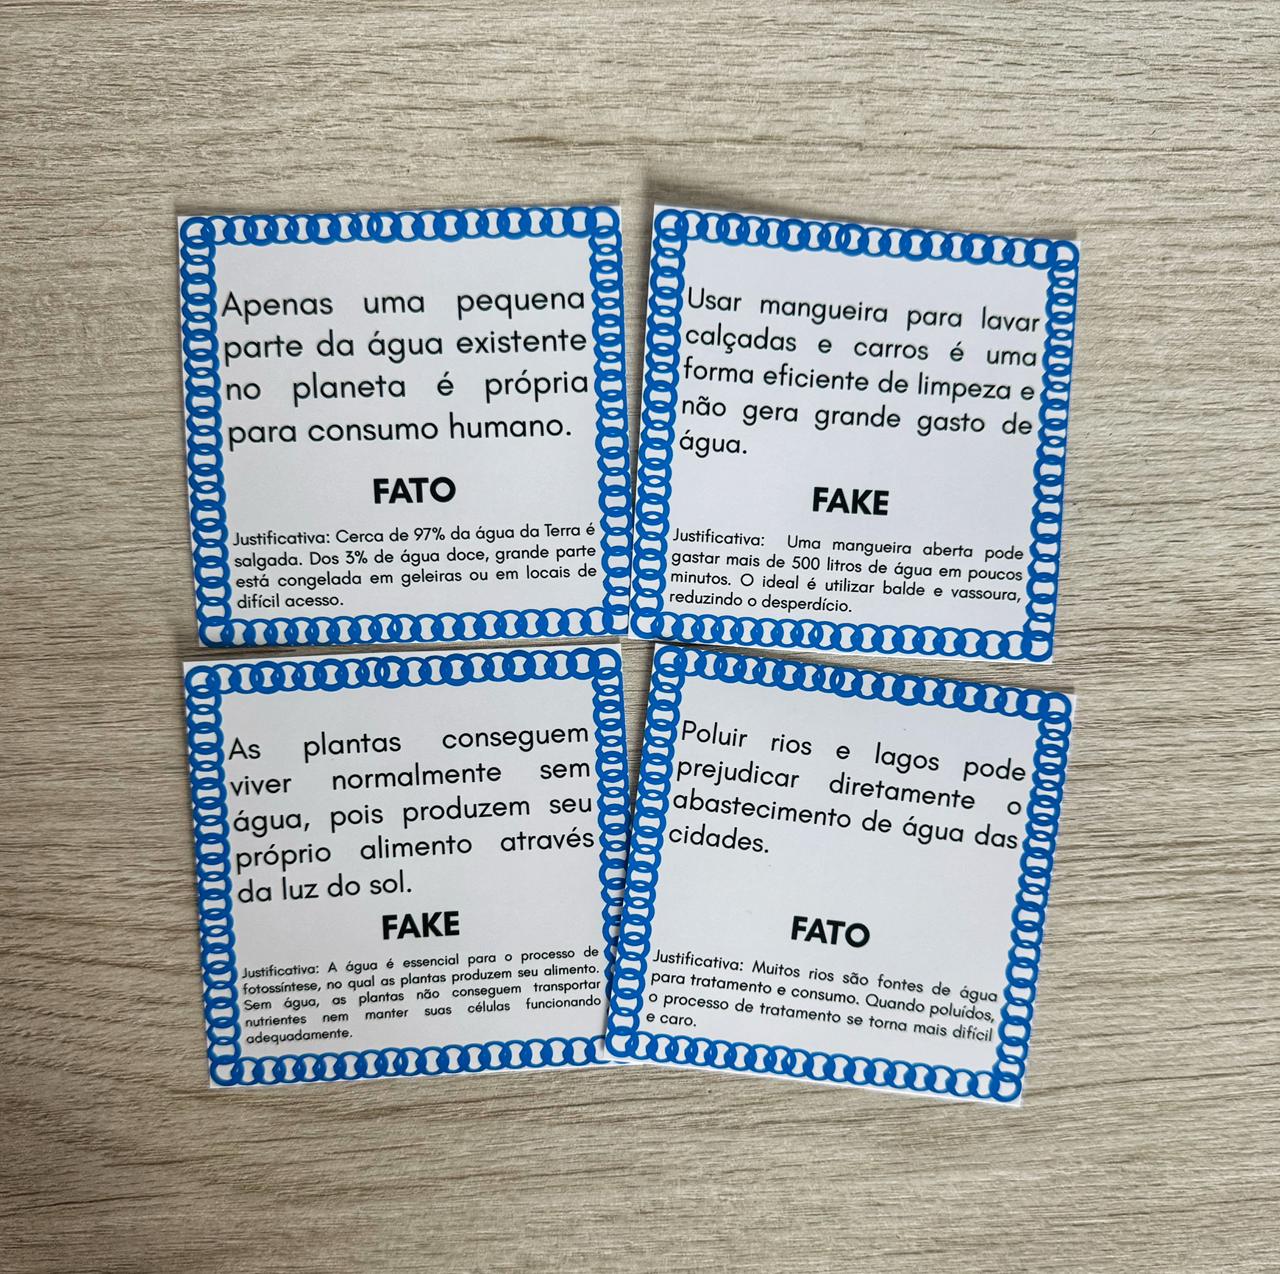 Apenas uma pequena
parte da água existente
no planeta é própria
para consumo humano.
FATO
Justificativa: Cerca de 97% da água da Terra é
salgada. Dos 3% de água doce, grande parte
está congelada em geleiras ou em locais de
difícil acesso.
Usar mangueira para lavar
calçadas e carros é uma
forma eficiente de limpeza e
não gera grande gasto de
água.
FAKE
Justificativa: Uma mangueira aberta pode
gastar mais de 500 litros de água em poucos
minutos. O ideal é utilizar balde e vassoura,
reduzindo o desperdício.
As plantas conseguem
viver normalmente sem
água, pois produzem seu
próprio alimento através
da luz do sol.
FAKE
Justificativa: A água é essencial para o processo de
fotossíntese, no qual as plantas produzem seu alimento.
Sem água, as plantas não conseguem transportar
nutrientes nem manter suas células funcionando
adequadamente.
Poluir rios e lagos pode
prejudicar diretamente o
abastecimento de água das
cidades.
FATO
Justificativa: Muitos rios são fontes de água
para tratamento e consumo. Quando poluídos,
o processo de tratamento se torna mais difícil
e caro.